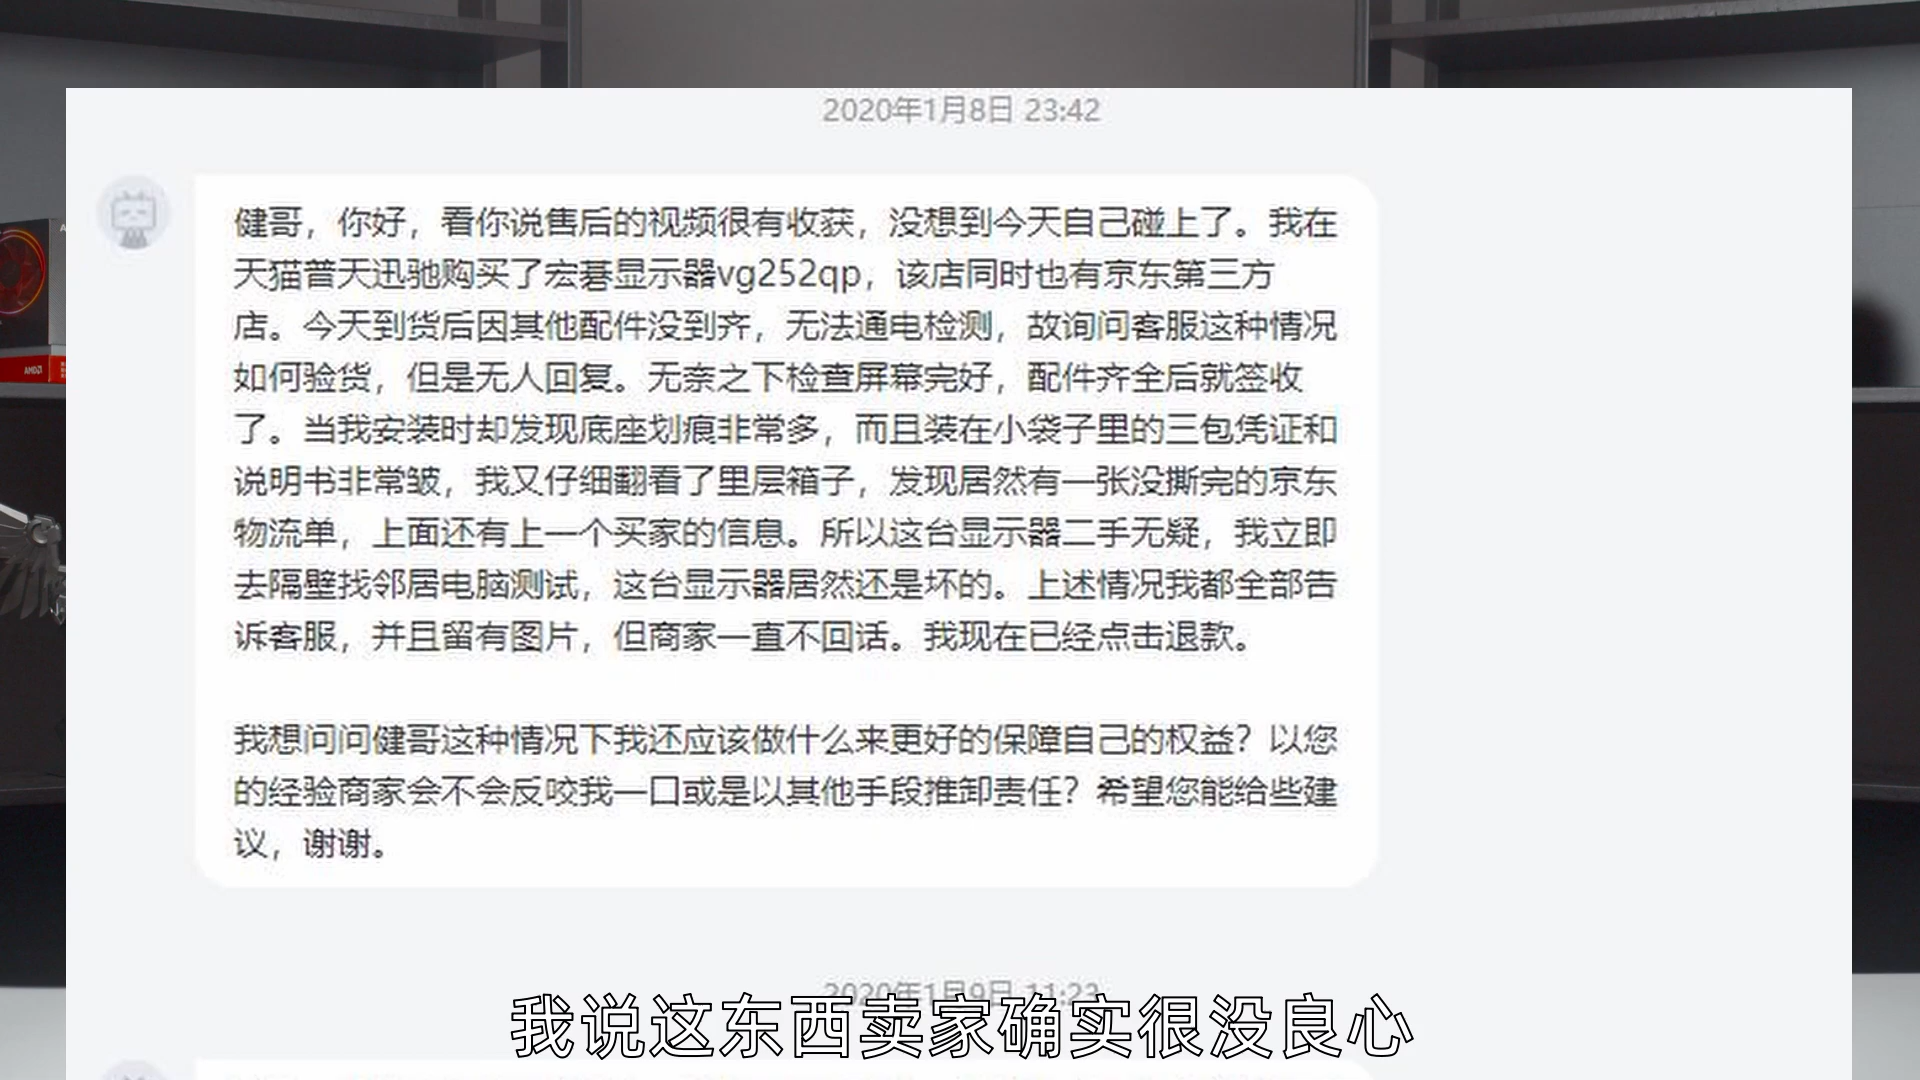 2020年1月8日 23:42
健哥，你好，看你说售后的视频很有收获，没想到今天自己碰上了。我在
天猫普天迅驰购买了宏碁显示器vg252qp，该店同时也有京东第三方
店。今天到货后因其他配件没到齐，无法通电检测，故询问客服这种情况
如何验货，但是无人回复。无奈之下检查屏幕完好，配件齐全后就签收
了。当我安装时却发现底座划痕非常多，而且装在小袋子里的三包凭证和
说明书非常皱，我又仔细翻看了里层箱子，发现居然有一张没撕完的京东
物流单，上面还有上一个买家的信息。所以这台显示器二手无疑，我立即
去隔壁找邻居电脑测试，这台显示器居然还是坏的。上述情况我都全部告
诉客服，并且留有图片，但商家一直不回话。我现在已经点击退款。
我想问问健哥这种情况下我还应该做什么来更好的保障自己的权益？以您
的经验商家会不会反咬我一口或是以其他手段推卸责任？希望您能给些建
议，谢谢。
AMD
2020年1月9日 11:23
我说这东西卖家确实很没良心